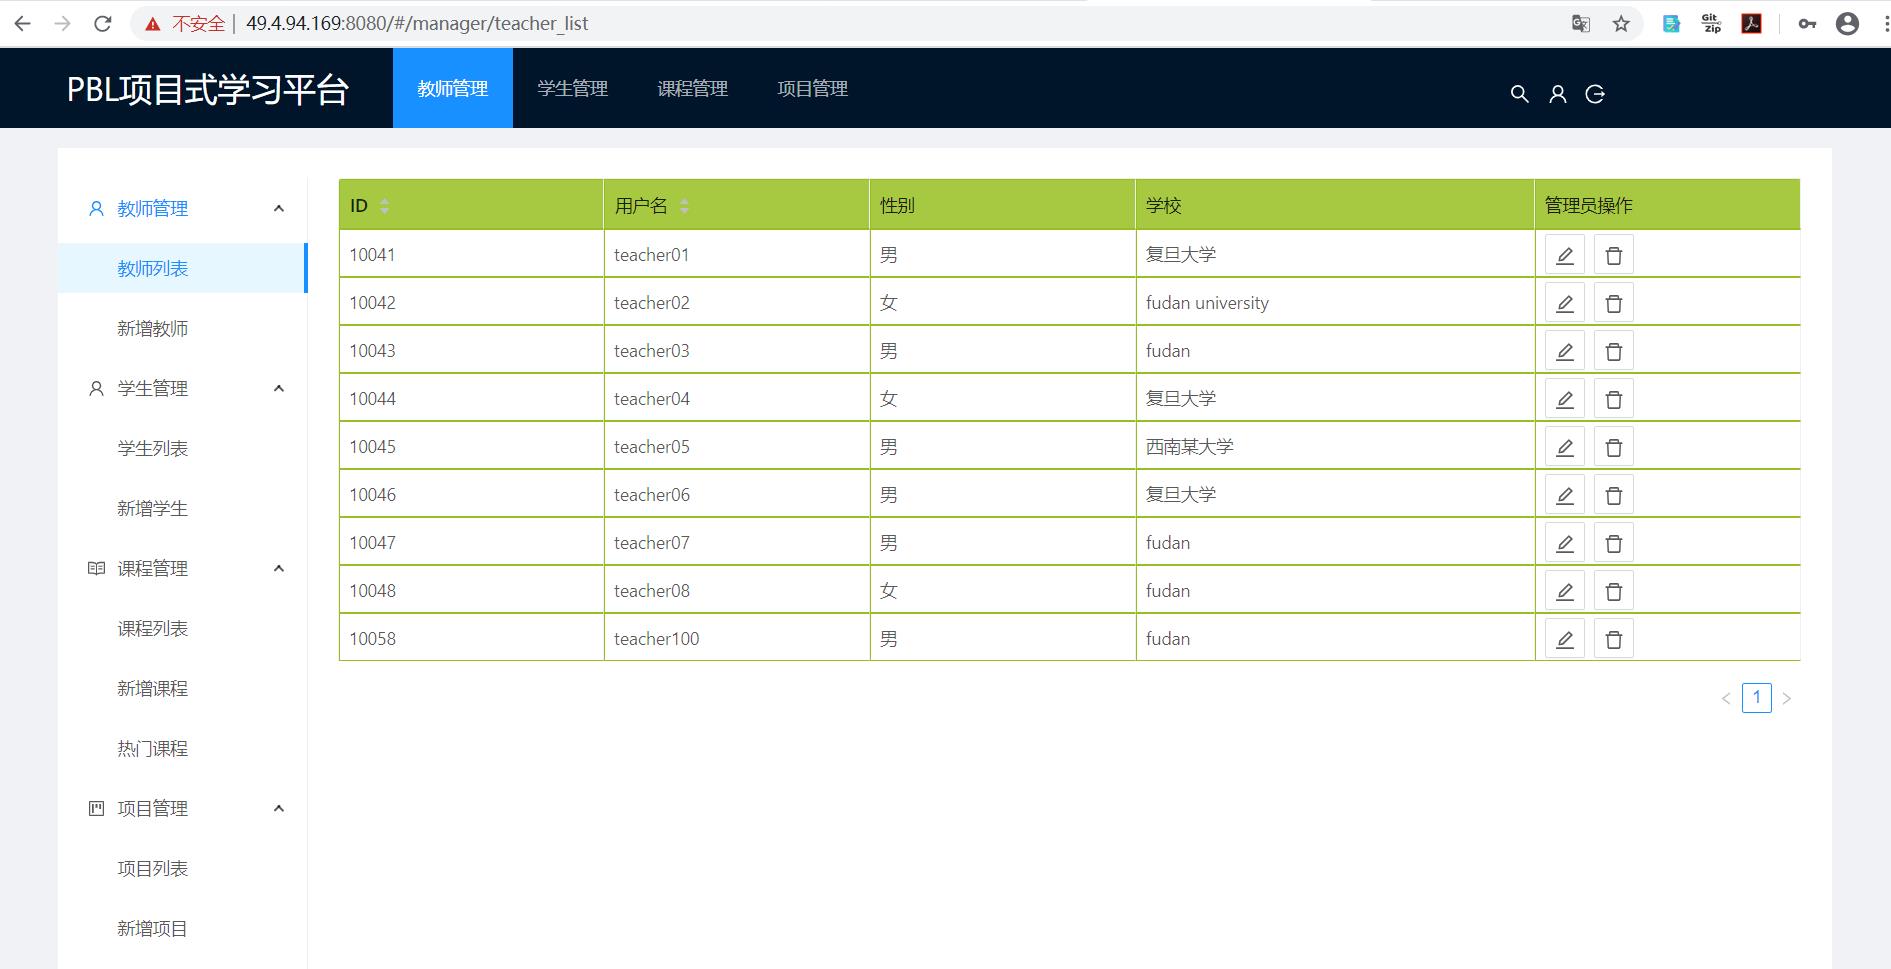 不安全 | 49.4.94.169:8080/#/manager/teacher_list
Git Zip
PBL项目式学习平台 教师管理 学生管理 课程管理 项目管理
教师管理
教师列表
新增教师
学生管理
学生列表
新增学生
课程管理
课程列表
新增课程
热门课程
项目管理
项目列表
新增项目
ID 用户名 性别 学校 管理员操作
10041 teacher01 男 复旦大学
10042 teacher02 女 fudan university
10043 teacher03 男 fudan
10044 teacher04 女 复旦大学
10045 teacher05 男 西南某大学
10046 teacher06 男 复旦大学
10047 teacher07 男 fudan
10048 teacher08 女 fudan
10058 teacher100 男 fudan
< 1 >